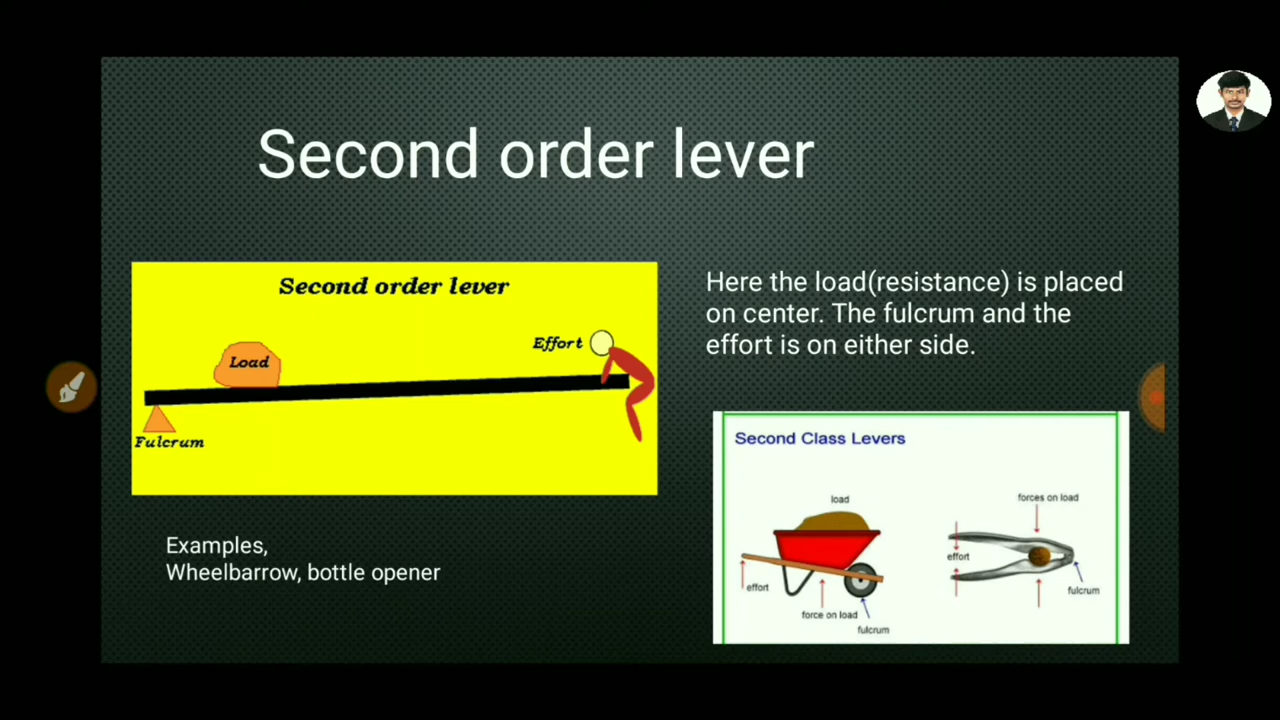 Second order lever
Second order lever
Load
Effort
Fulcrum
Here the load(resistance) is placed
on center. The fulcrum and the
effort is on either side.
Examples,
Wheelbarrow, bottle opener
Second Class Levers
load
effort
force on load
fulcrum
forces on load
effort
fulcrum